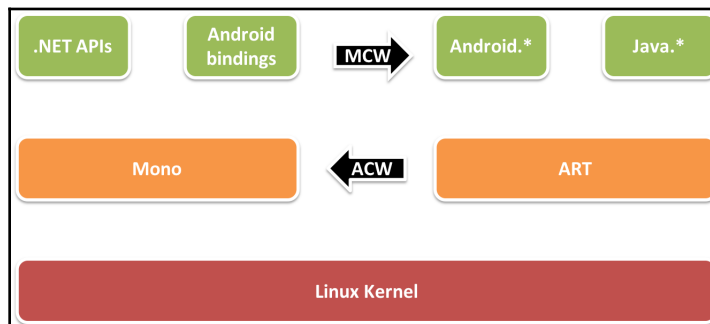 .NET APIs
Android
bindings
MCW
Android.*
Java.*
Mono
ACW
ART
Linux Kernel